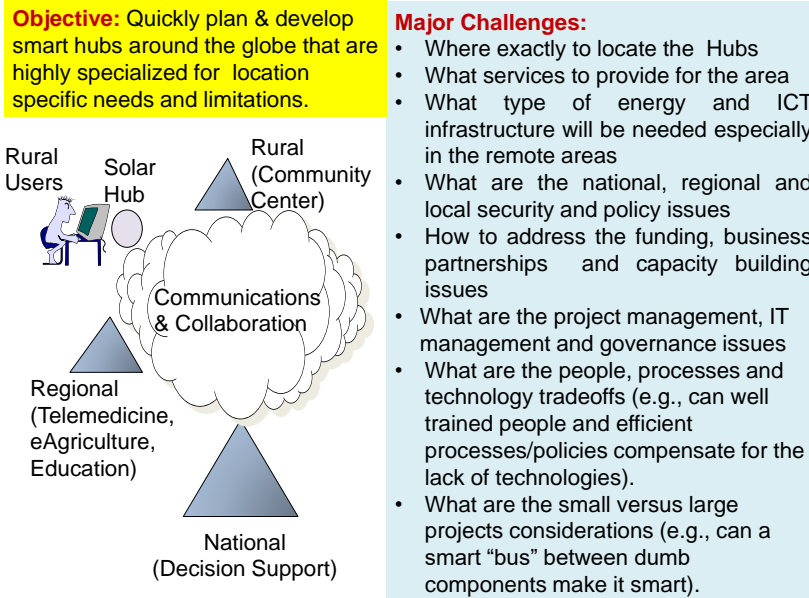 Objective: Quickly plan & develop
smart hubs around the globe that are
highly specialized for location
specific needs and limitations.
Rural
Users
Solar
Hub
Rural
(Community
Center)
Communications
& Collaboration
Regional
(Telemedicine,
eAgriculture,
Education)
National
(Decision Support)
Major Challenges:
• Where exactly to locate the Hubs
• What services to provide for the area
• What type of energy and ICT
infrastructure will be needed especially
in the remote areas
• What are the national, regional and
local security and policy issues
• How to address the funding, business
partnerships and capacity building
issues
• What are the project management, IT
management and governance issues
• What are the people, processes and
technology tradeoffs (e.g., can well
trained people and efficient
processes/policies compensate for the
lack of technologies).
• What are the small versus large
projects considerations (e.g., can a
smart “bus” between dumb
components make it smart).